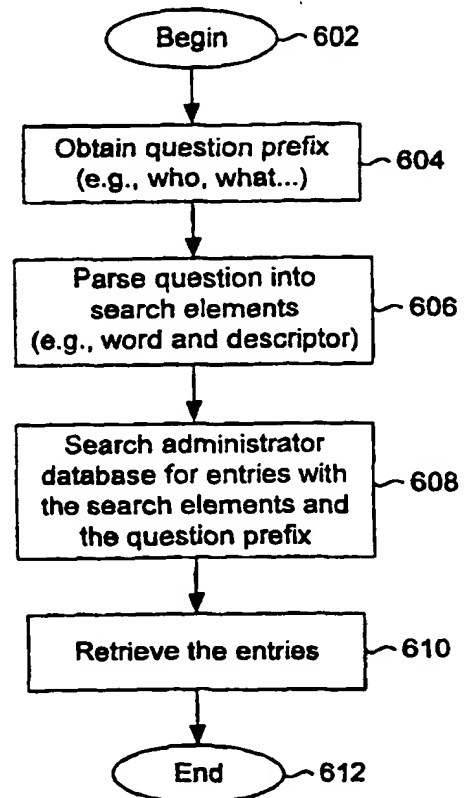 Begin 602
Obtain question prefix
(e.g., who, what...) 604
Parse question into
search elements 606
(e.g., word and descriptor)
Search administrator
database for entries with
the search elements and 608
the question prefix
Retrieve the entries 610
End 612